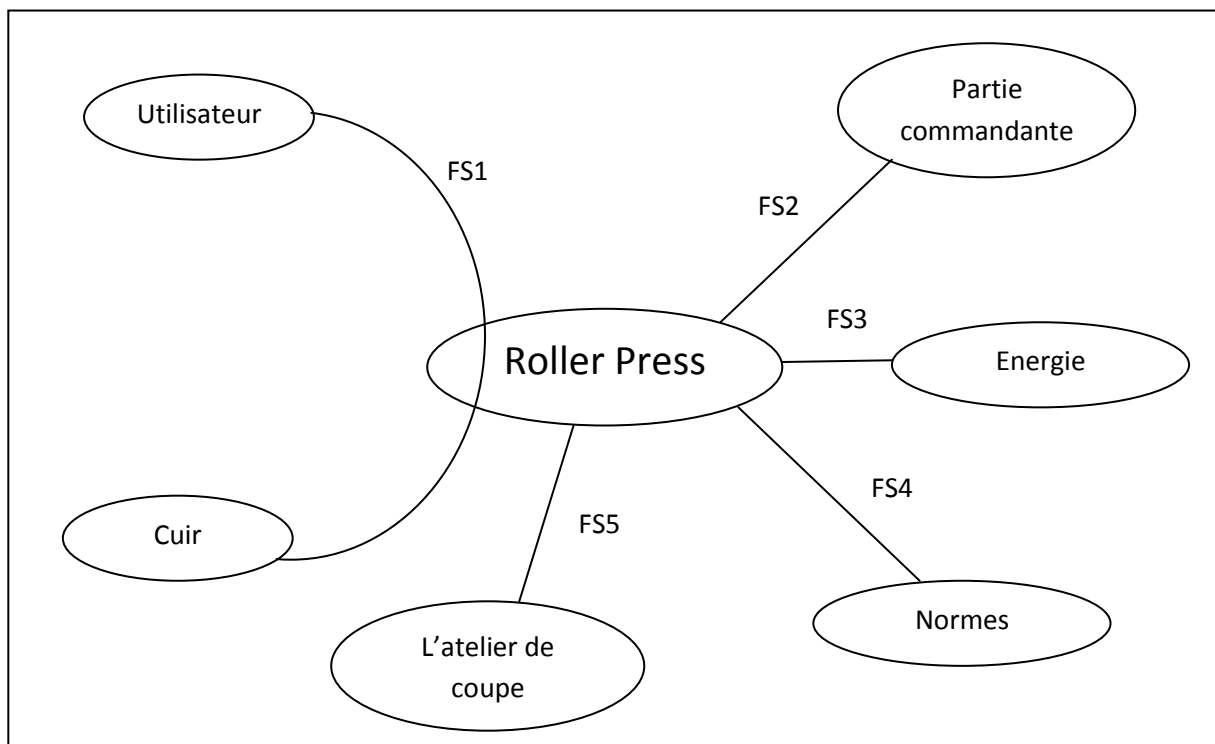 Utilisateur
Partie
commandante
FS1
FS2
FS3
Roller Press
Energie
FS4
FS5
Cuir
L’atelier de
coupe
Normes